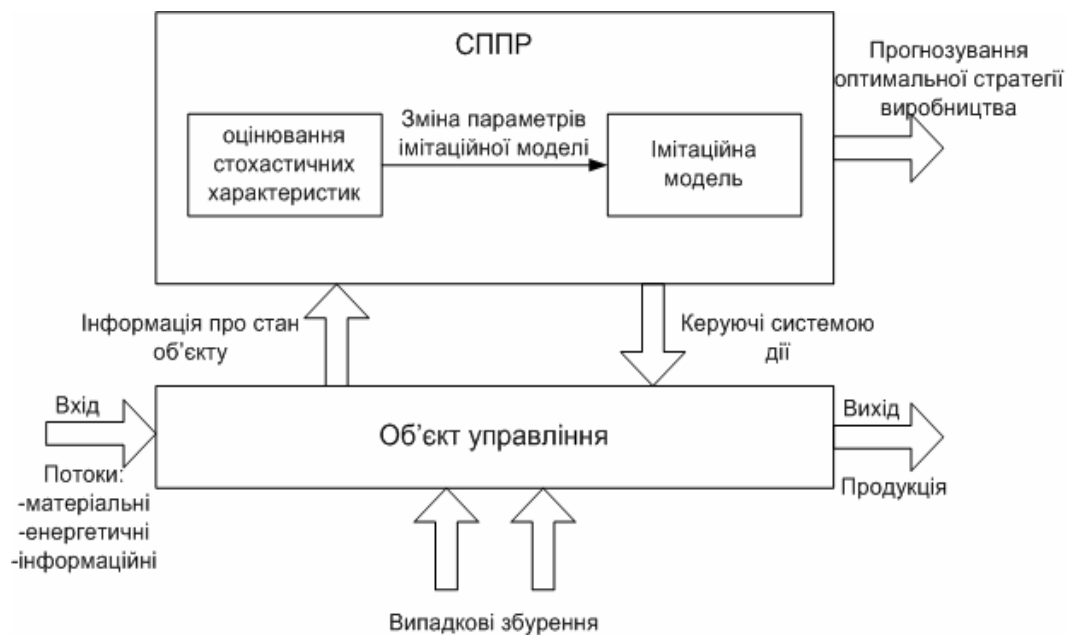 СППР
Прогнозування
оптимальної стратегії
виробництва
оцінювання
стохастичних
характеристик
Зміна параметрів
імітаційної моделі
Імітаційна
модель
Інформація про стан
об’єкту
Керуючі системою
дії
Вхід
Об’єкт управління
Вихід
Потоки:
-матеріальні
-енергетичні
-інформаційні
Продукція
Випадкові збурення